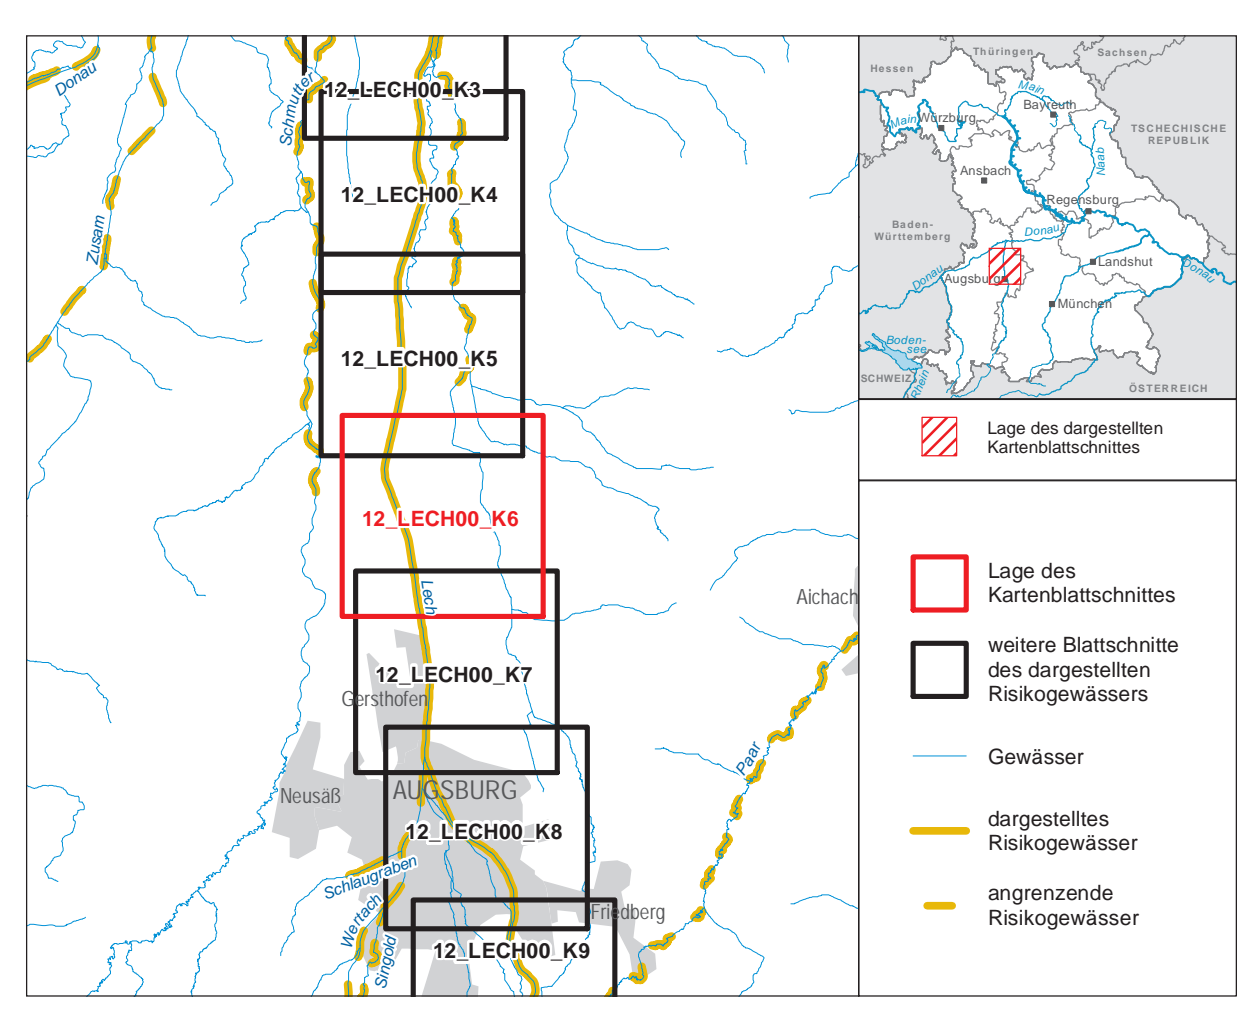 Donau
Schmutter
12_LECH00_K3
12_LECH00_K4
Zusam
12_LECH00_K5
12_LECH00_K6
Lech
Aichach
12_LECH00_K7
Gersthofen
Paar
Neusäß
AUGSBURG
12_LECH00_K8
Schlaugraben
Wertach
Friedberg
Singold
12_LECH00_K9
Thüringen
Sachsen
Hessen
Main
Bayreuth
Main
Würzburg
TSCHECHISCHE
REPUBLIK
Naab
Ansbach
Regensburg
Baden-
Württemberg
Donau
Landshut
Donau
Donau
Augsburg
München
Boden-
see
SCHWEIZ
Rhein
ÖSTERREICH
Lage des dargestellten
Kartenblattschnittes
Lage des
Kartenblattschnittes
weitere Blattschnitte
des dargestellten
Risikogewässers
Gewässer
dargestelltes
Risikogewässer
angrenzende
Risikogewässer